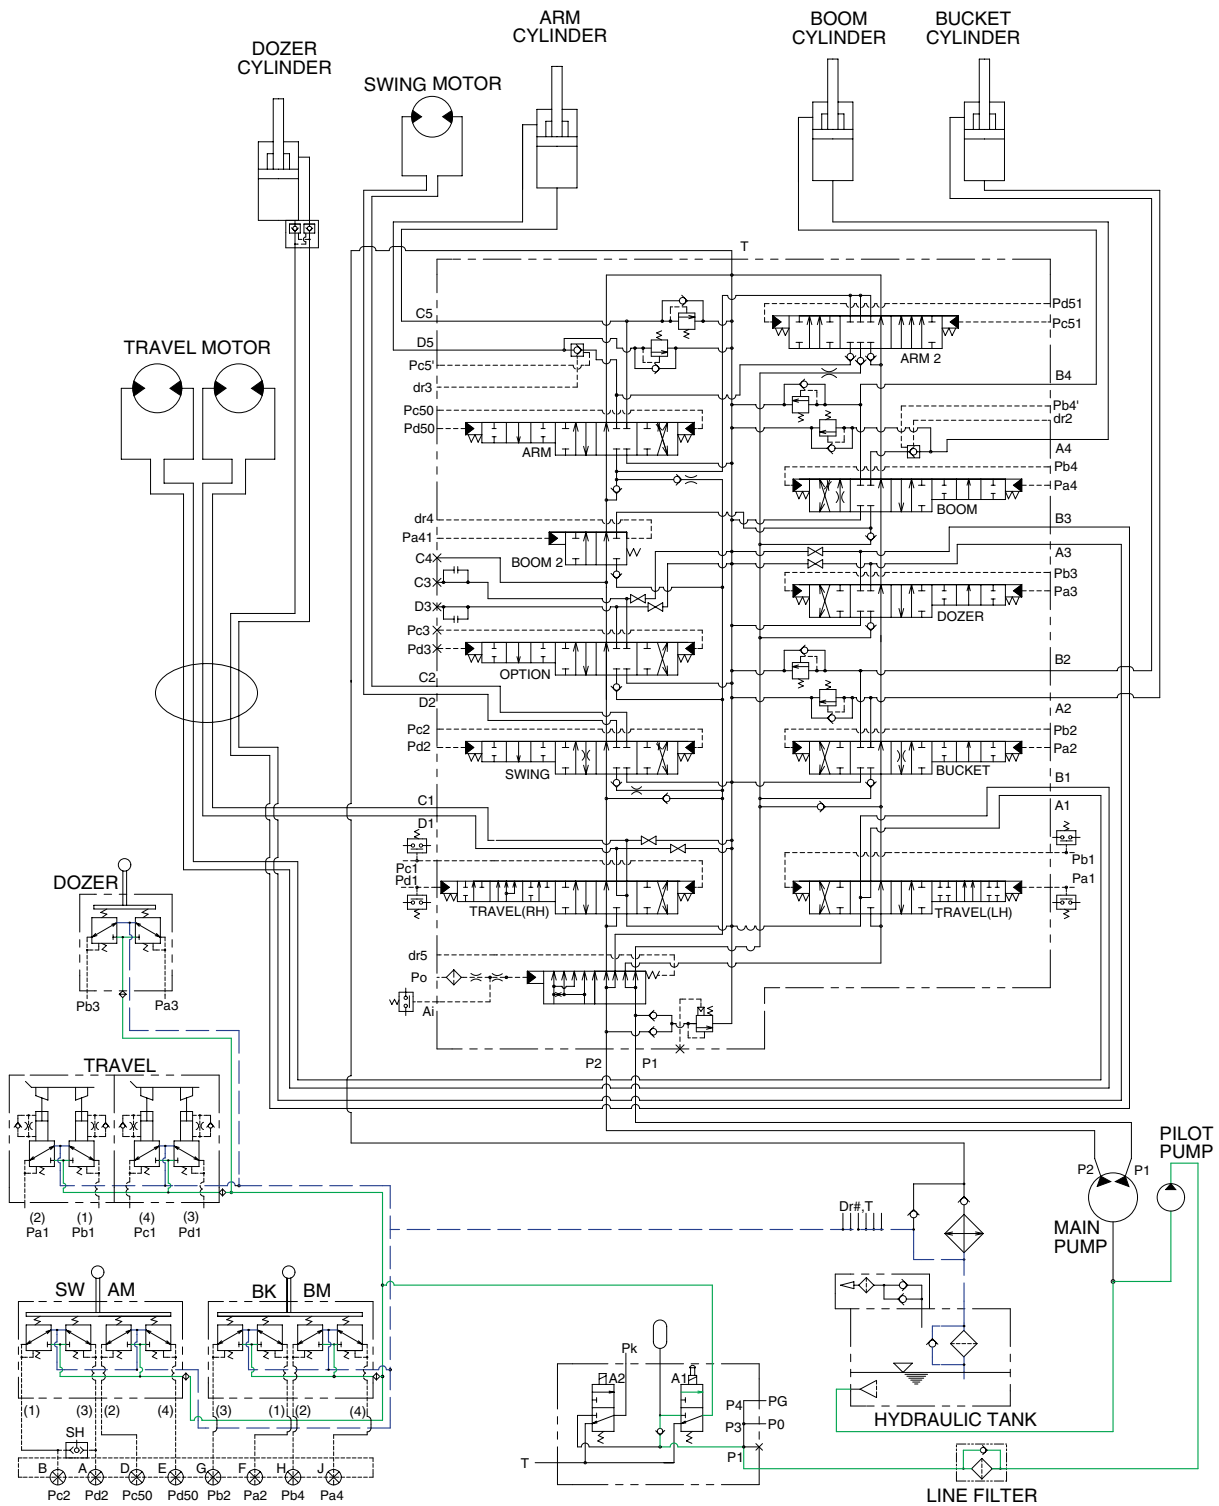 ARM
CYLINDER
BOOM
CYLINDER
BUCKET
CYLINDER
DOZER
CYLINDER
SWING MOTOR
TRAVEL MOTOR
T
C5
D5
Pc5'
dr3
Pc50
Pd50
ARM
dr4
Pa41
BOOM 2
C4
C3
D3
Pc3
Pd3
OPTION
C2
D2
Pc2
Pd2
SWING
C1
D1
Pc1
Pd1
TRAVEL(RH)
dr5
Po
Ai
P2
P1
Pd51
Pc51
ARM 2
B4
Pb4'
dr2
A4
Pb4
Pa4
BOOM
B3
A3
Pb3
Pa3
DOZER
B2
A2
Pb2
Pa2
BUCKET
B1
A1
Pb1
Pa1
TRAVEL(LH)
DOZER
Pb3
Pa3
TRAVEL
(2)
(1)
(4)
(3)
Pa1
Pb1
Pc1
Pd1
SW
AM
BK
BM
(1)
(3)
(2)
(4)
(3)
(1)
(2)
(4)
SH
B
A
D
E
G
F
H
J
Pc2
Pd2
Pc50
Pd50
Pb2
Pa2
Pb4
Pa4
PILOT
PUMP
P2
P1
MAIN
PUMP
Dr#,T
HYDRAULIC TANK
Pk
A2
A1
P4
PG
P3
P0
P1
T
LINE FILTER